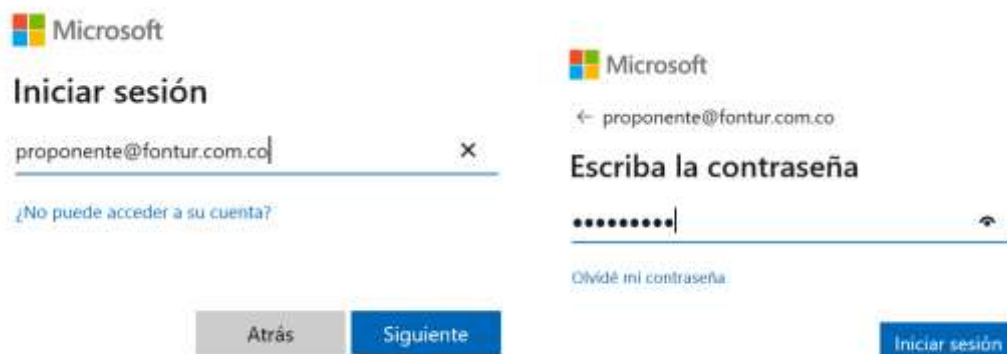 Microsoft
Iniciar sesión
proponente@fontur.com.co
¿No puede acceder a su cuenta?
Atrás
Siguiente
Microsoft
← proponente@fontur.com.co
Escriba la contraseña
•••••••••
Olvidé mi contraseña
Iniciar sesión